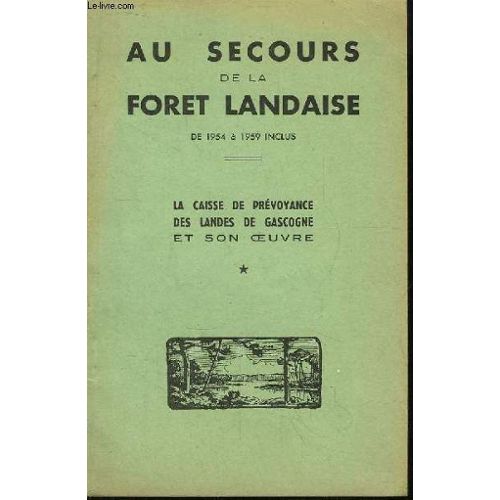 Le-livre.com
AU SECOURS
DE LA
FORET LANDAISE
DE 1954 à 1959 INCLUS
LA CAISSE DE PRÉVOYANCE
DES LANDES DE GASCOGNE
ET SON ŒUVRE